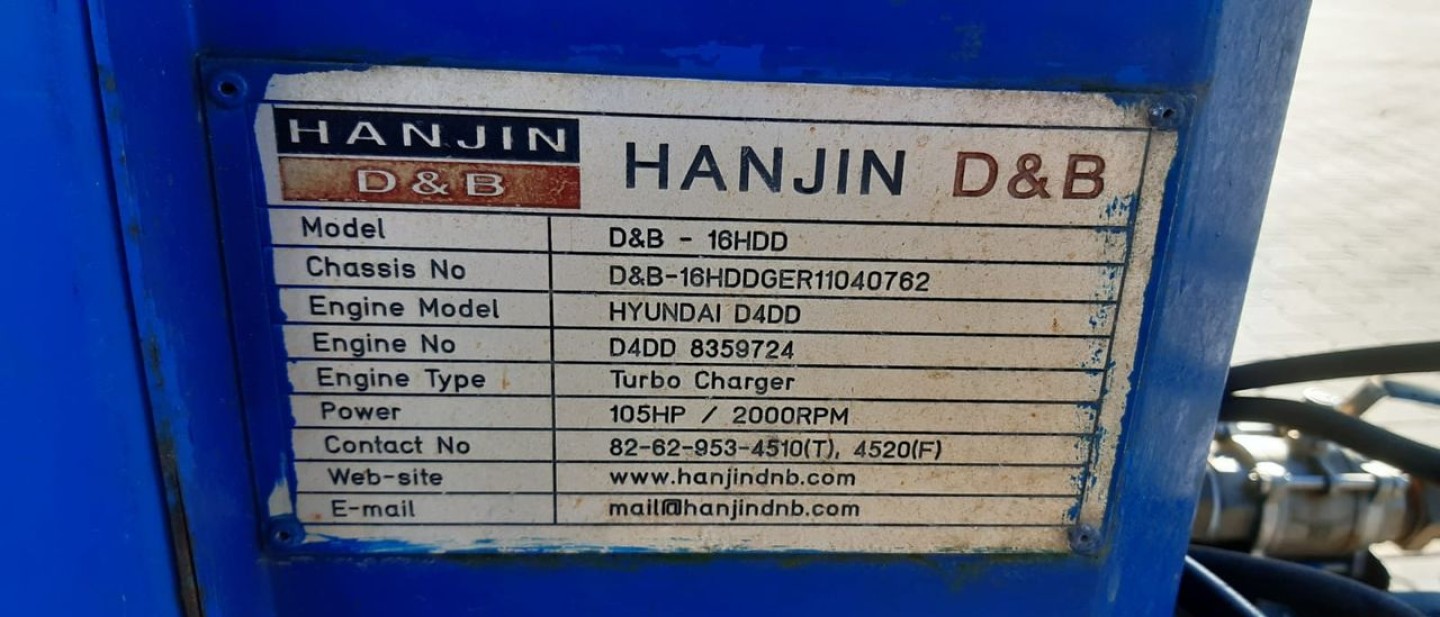 HANJIN
D&B
HANJIN D&B
Model D&B - 16HDD
Chassis No D&B-16HDDGER11040762
Engine Model HYUNDAI D4DD
Engine No D4DD 8359724
Engine Type Turbo Charger
Power 105HP / 2000RPM
Contact No 82-62-953-4510(T), 4520(F)
Web-site www.hanjindnb.com
E-mail mail@hanjindnb.com